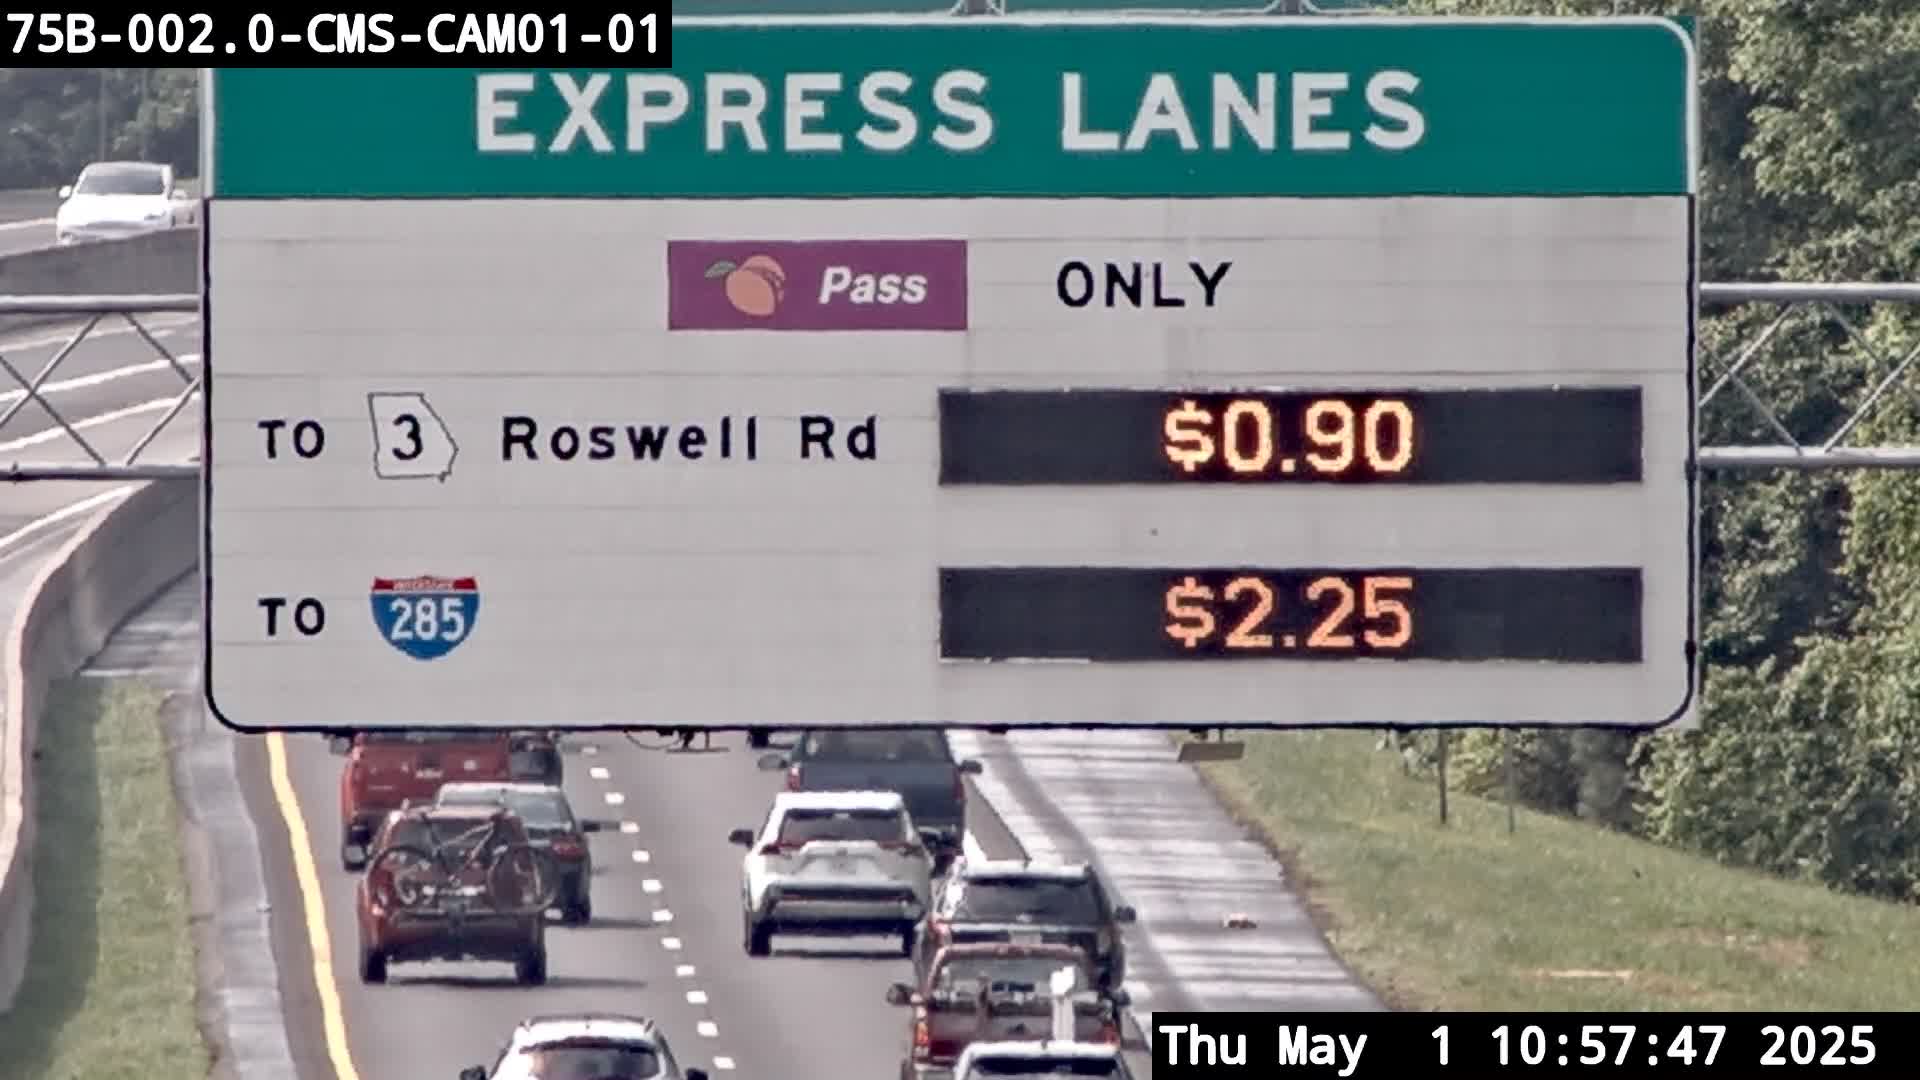 75B-002.0-CMS-CAM01-01
EXPRESS LANES
Pass ONLY
TO 3 Roswell Rd $0.90
INTERSTATE
TO 285 $2.25
Thu May 1 10:57:47 2025